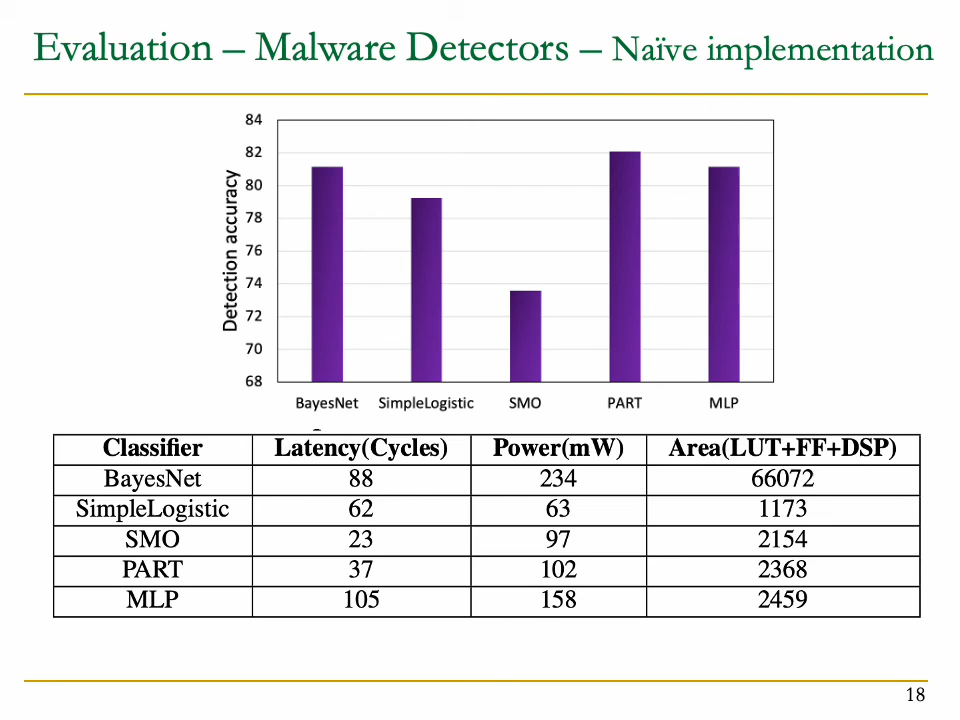 Evaluation – Malware Detectors – Naïve implementation
84
82
80
78
76
74
72
70
68
Detection accuracy
BayesNet SimpleLogistic SMO PART MLP
Classifier Latency(Cycles) Power(mW) Area(LUT+FF+DSP)
BayesNet 88 234 66072
SimpleLogistic 62 63 1173
SMO 23 97 2154
PART 37 102 2368
MLP 105 158 2459
18